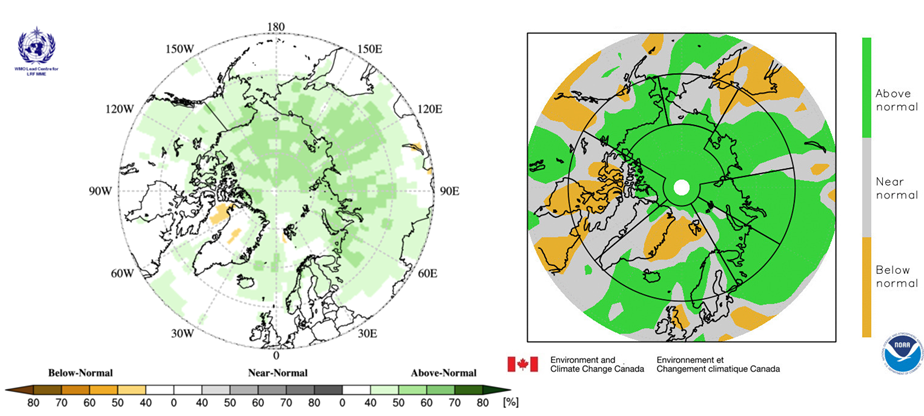 WMO Lead Centre for
LRF MME
180
150W
150E
120W
120E
90W
90E
60W
60E
30W
30E
0
Below-Normal
Near-Normal
Above-Normal
80 70 60 50 40 0 40 50 60 70 80 0 40 50 60 70 80 [%]
Above
normal
Near
normal
Below
normal
NOAA
Environment and
Climate Change Canada
Environnement et
Changement climatique Canada